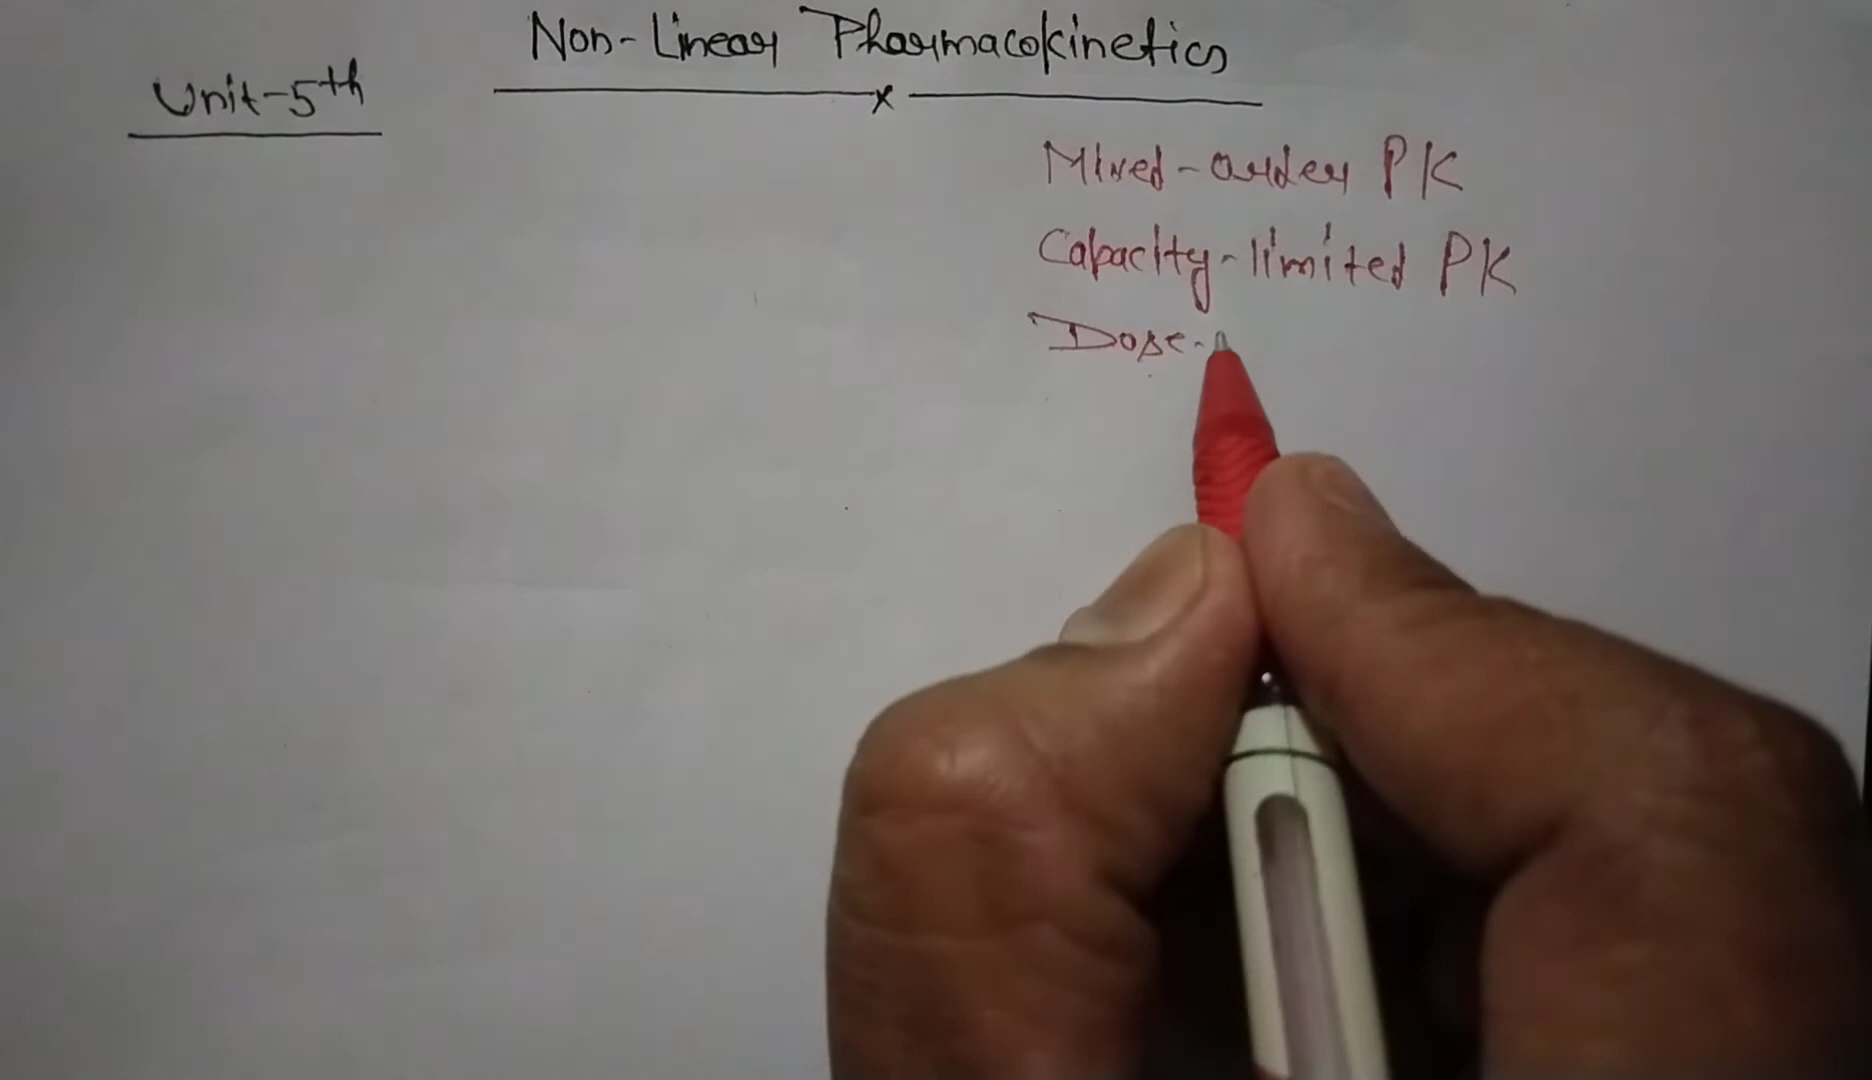 Non-Linear Pharmacokinetics
Unit-5th
Mixed-order PK
Capacity-limited PK
Dose-